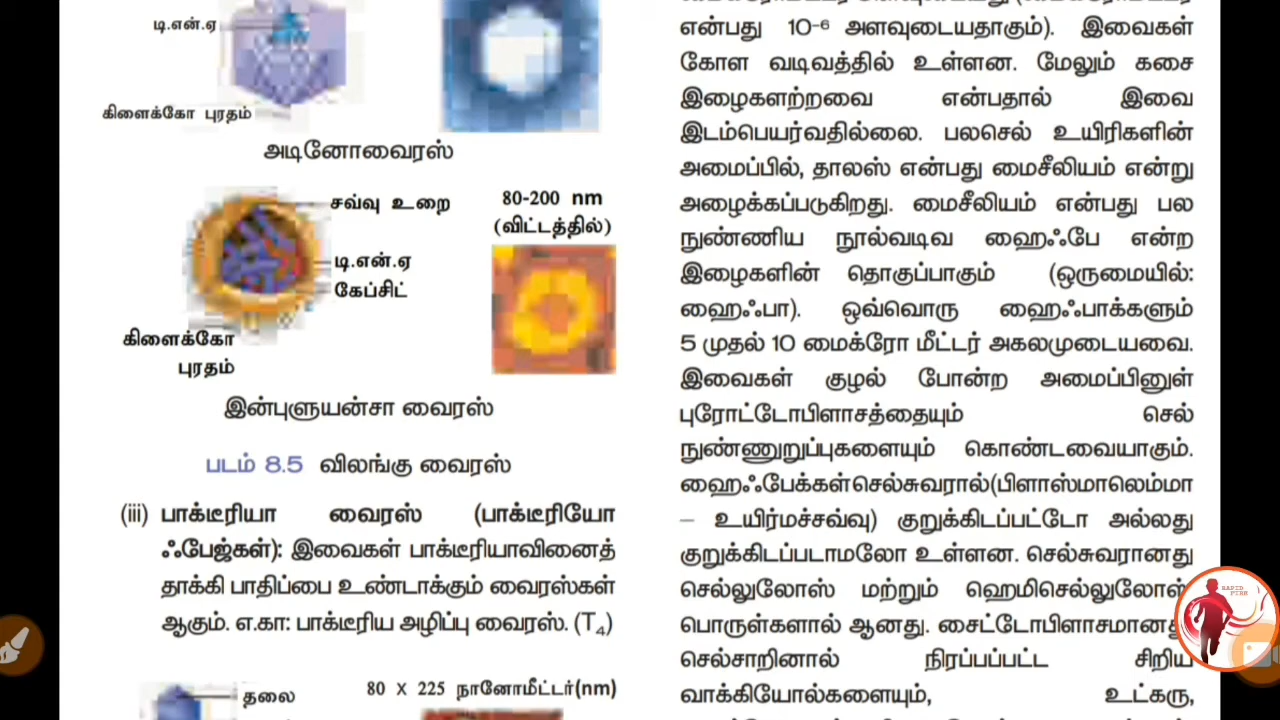 டி.என்.ஏ
கிளைக்கோ புரதம்
அடினோவைரஸ்
சவ்வு உறை
80-200 nm
(விட்டத்தில்)
டி.என்.ஏ
கேப்சிட்
கிளைக்கோ
புரதம்
இன்புளுயன்சா வைரஸ்
படம் 8.5 விலங்கு வைரஸ்
(iii) பாக்டீரியா வைரஸ் (பாக்டீரியோ
ஃபேஜ்கள்): இவைகள் பாக்டீரியாவினைத்
தாக்கி பாதிப்பை உண்டாக்கும் வைரஸ்கள்
ஆகும். எ.கா: பாக்டீரிய அழிப்பு வைரஸ். (T₄)
தலை
80 X 225 நானோமீட்டர்(nm)
என்பது 10⁻⁶ அளவுடையதாகும்). இவைகள்
கோள வடிவத்தில் உள்ளன. மேலும் கசை
இழைகளற்றவை என்பதால் இவை
இடம்பெயர்வதில்லை. பலசெல் உயிரிகளின்
அமைப்பில், தாலஸ் என்பது மைசீலியம் என்று
அழைக்கப்படுகிறது. மைசீலியம் என்பது பல
நுண்ணிய நூல்வடிவ ஹைஃபே என்ற
இழைகளின் தொகுப்பாகும் (ஒருமையில்:
ஹைஃபா). ஒவ்வொரு ஹைஃபாக்களும்
5 முதல் 10 மைக்ரோ மீட்டர் அகலமுடையவை.
இவைகள் குழல் போன்ற அமைப்பினுள்
புரோட்டோபிளாசத்தையும் செல்
நுண்ணுறுப்புகளையும் கொண்டவையாகும்.
ஹைஃபேக்கள் செல்சுவரால் (பிளாஸ்மாலெம்மா
– உயிர்மச்சவ்வு) குறுக்கிடப்பட்டோ அல்லது
குறுக்கிடப்படாமலோ உள்ளன. செல்சுவரானது
செல்லுலோஸ் மற்றும் ஹெமிசெல்லுலோஸ்
பொருள்களால் ஆனது. சைட்டோபிளாசமானது,
செல்சாறினால் நிரப்பப்பட்ட சிறிய
வாக்கியோல்களையும், உட்கரு,
RAPID
FIRE